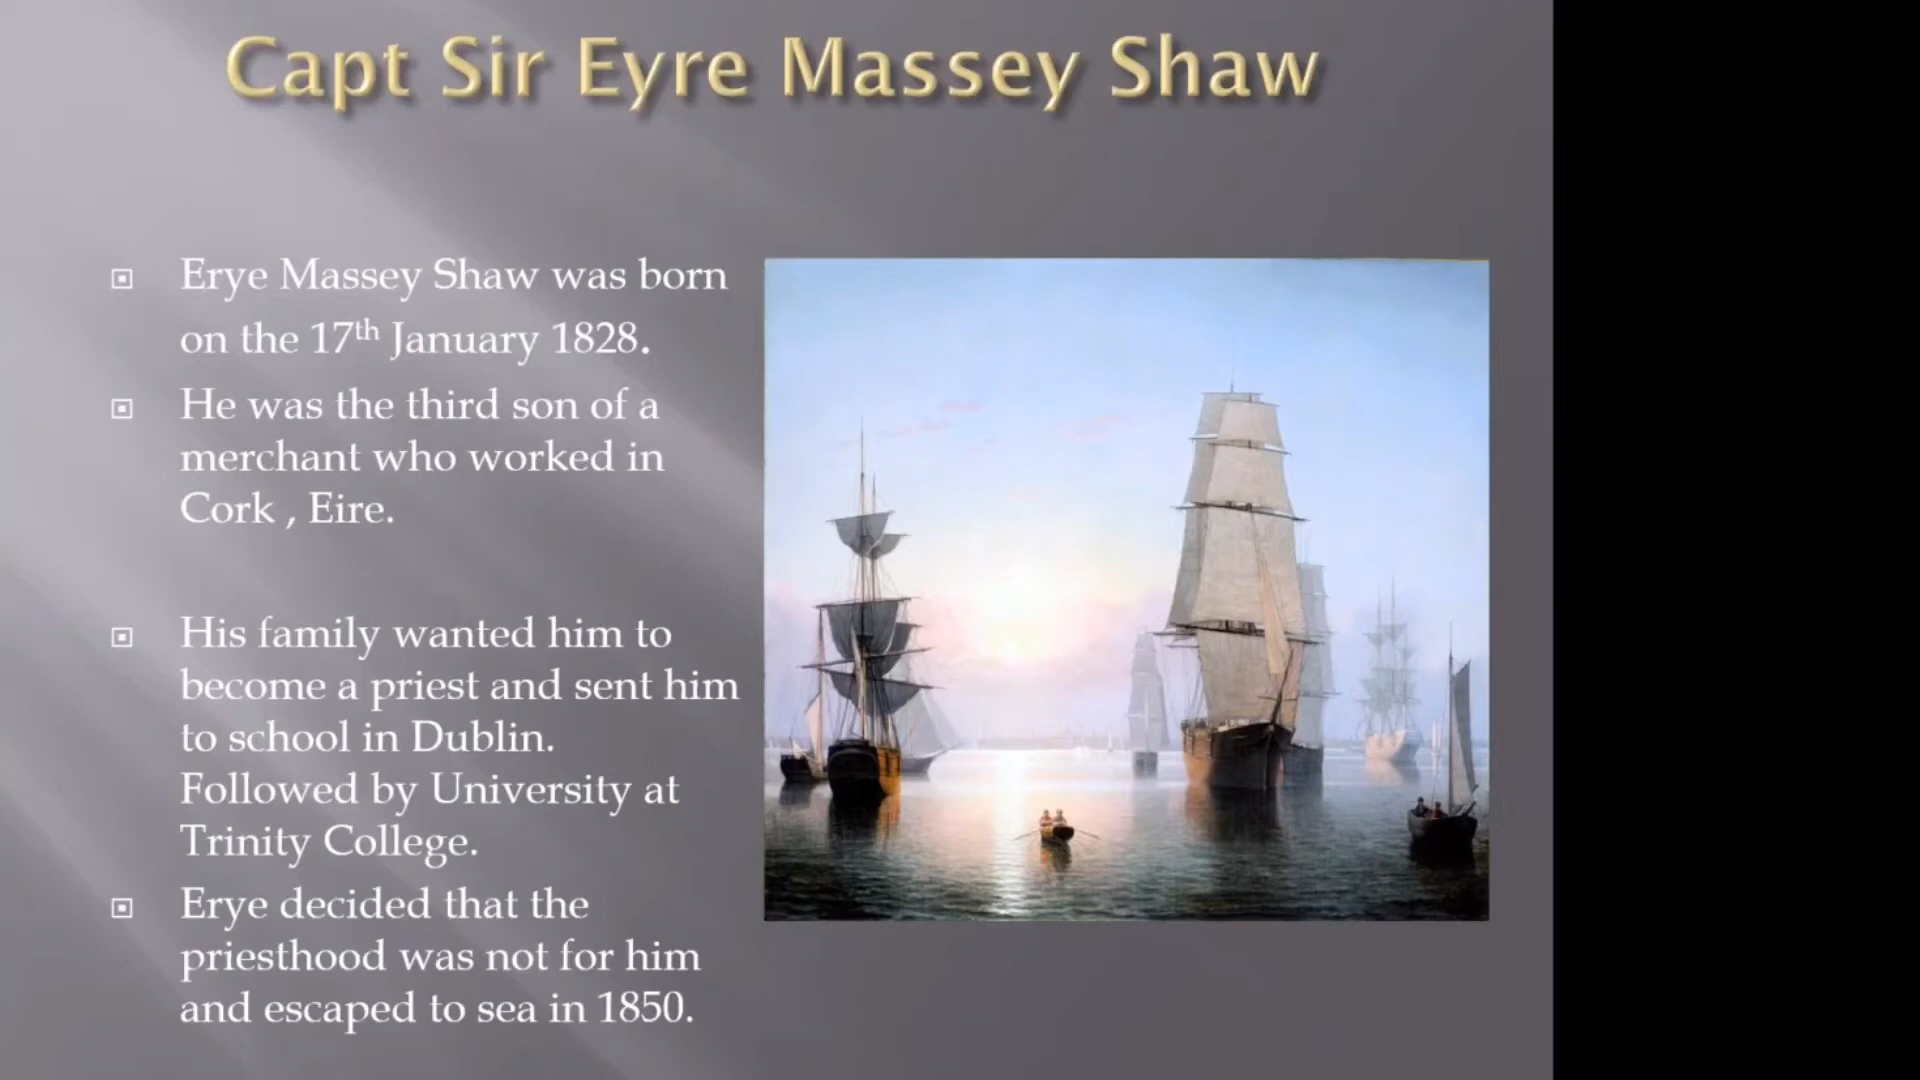 Capt Sir Eyre Massey Shaw
Erye Massey Shaw was born
on the 17th January 1828.
He was the third son of a
merchant who worked in
Cork , Eire.
His family wanted him to
become a priest and sent him
to school in Dublin.
Followed by University at
Trinity College.
Erye decided that the
priesthood was not for him
and escaped to sea in 1850.